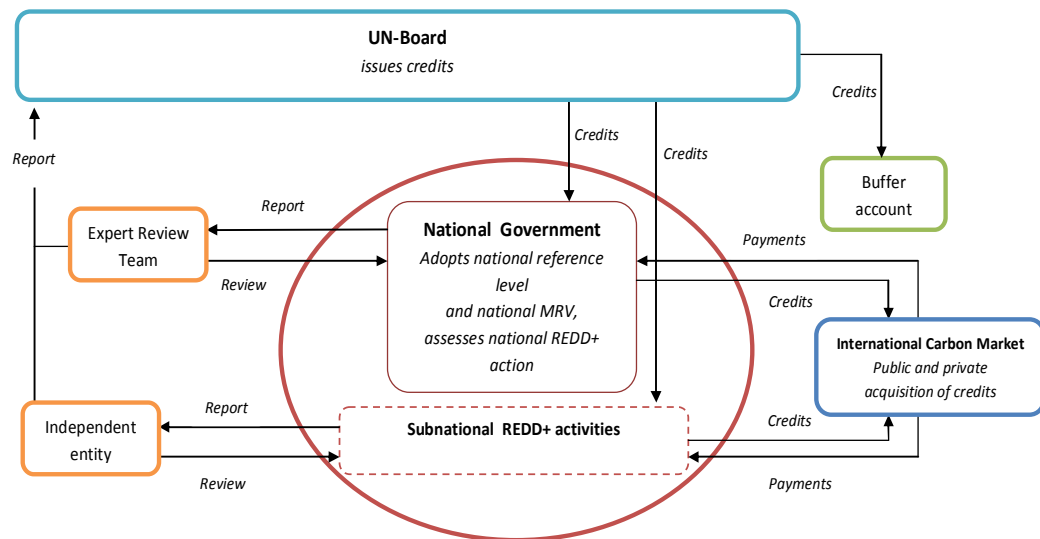 UN-Board
issues credits
Credits
Credits
Credits
Report
Buffer
account
Report
Expert Review
Team
Review
National Government
Adopts national reference
level
and national MRV,
assesses national REDD+
action
Payments
Credits
International Carbon Market
Public and private
acquisition of credits
Independent
entity
Report
Review
Subnational REDD+ activities
Credits
Payments